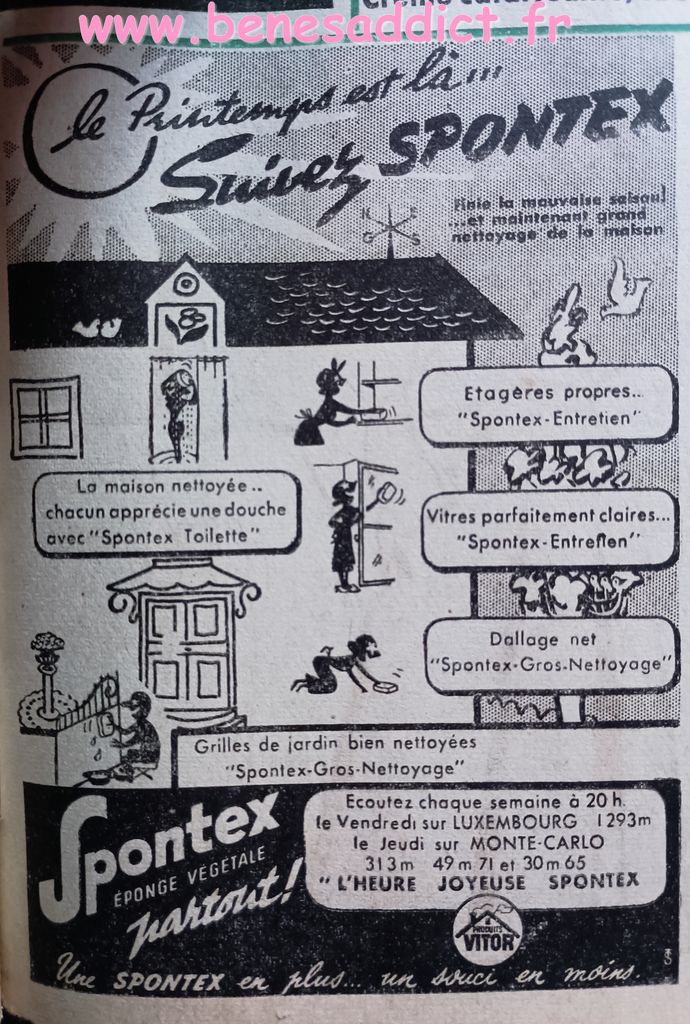 www.benesaddict.fr
le Printemps est là...
Suivez SPONTEX
Finie la mauvaise saison!
...et maintenant grand
nettoyage de la maison
N
E
Etagères propres...
"Spontex-Entretien"
La maison nettoyée..
chacun apprécie une douche
avec "Spontex Toilette"
Vitres parfaitement claires...
"Spontex-Entretien"
Dallage net
"Spontex-Gros-Nettoyage"
Grilles de jardin bien nettoyées
"Spontex-Gros-Nettoyage"
Spontex
ÉPONGE VÉGÉTALE
partout!
Ecoutez chaque semaine à 20 h.
le Vendredi sur LUXEMBOURG 1293m
le Jeudi sur MONTE-CARLO
313m 49m71 et 30m65
" L'HEURE JOYEUSE SPONTEX
PRODUITS
VITOR
Une SPONTEX en plus... un souci en moins.